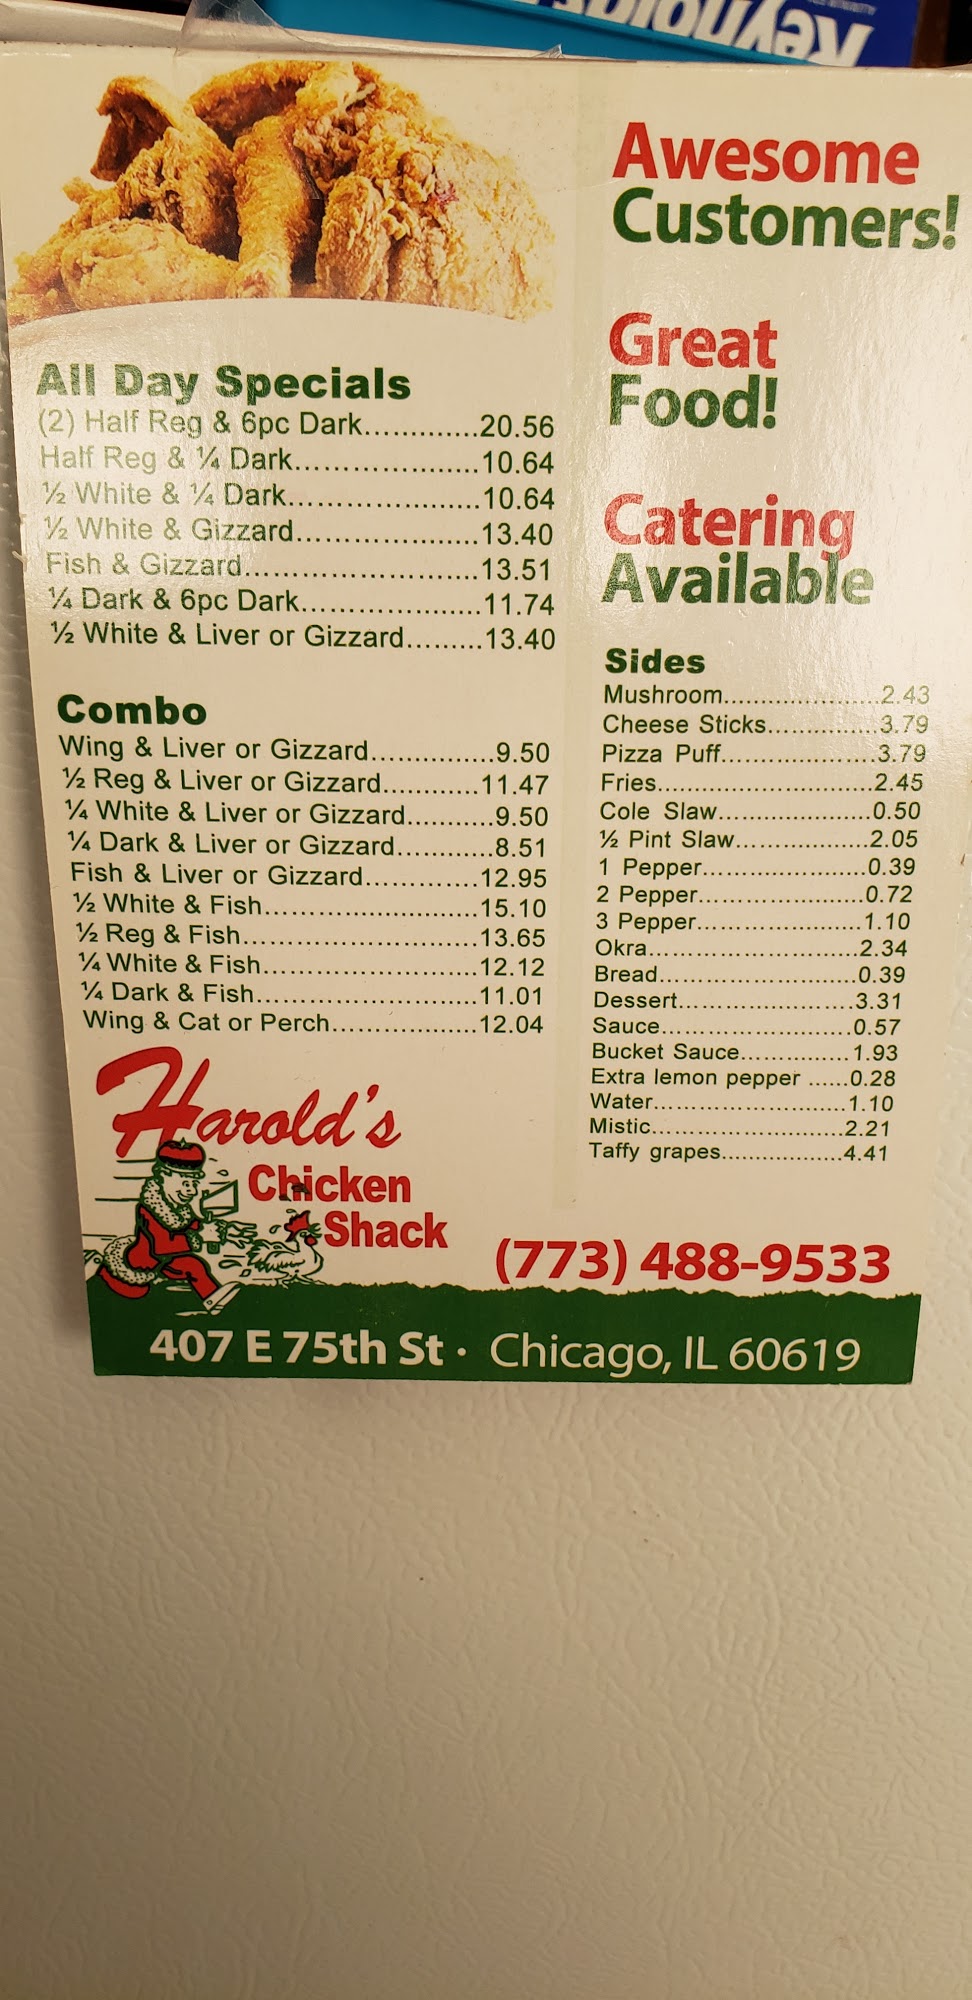 Reynolds
Awesome
Customers!
Great
Food!
Catering
Available
All Day Specials
(2) Half Reg & 6pc Dark.............20.56
Half Reg & ¼ Dark.....................10.64
½ White & ¼ Dark......................10.64
½ White & Gizzard.....................13.40
Fish & Gizzard...........................13.51
¼ Dark & 6pc Dark....................11.74
½ White & Liver or Gizzard.........13.40
Combo
Wing & Liver or Gizzard...............9.50
½ Reg & Liver or Gizzard...........11.47
¼ White & Liver or Gizzard..........9.50
¼ Dark & Liver or Gizzard...........8.51
Fish & Liver or Gizzard.............12.95
½ White & Fish.........................15.10
½ Reg & Fish...........................13.65
¼ White & Fish.........................12.12
¼ Dark & Fish..........................11.01
Wing & Cat or Perch.................12.04
Sides
Mushroom.....................2.43
Cheese Sticks...............3.79
Pizza Puff.....................3.79
Fries.............................2.45
Cole Slaw.....................0.50
½ Pint Slaw..................2.05
1 Pepper......................0.39
2 Pepper......................0.72
3 Pepper......................1.10
Okra............................2.34
Bread..........................0.39
Dessert.......................3.31
Sauce.........................0.57
Bucket Sauce..............1.93
Extra lemon pepper ......0.28
Water.........................1.10
Mistic.........................2.21
Taffy grapes..................4.41
Harold's
Chicken
Shack
(773) 488-9533
407 E 75th St · Chicago, IL 60619